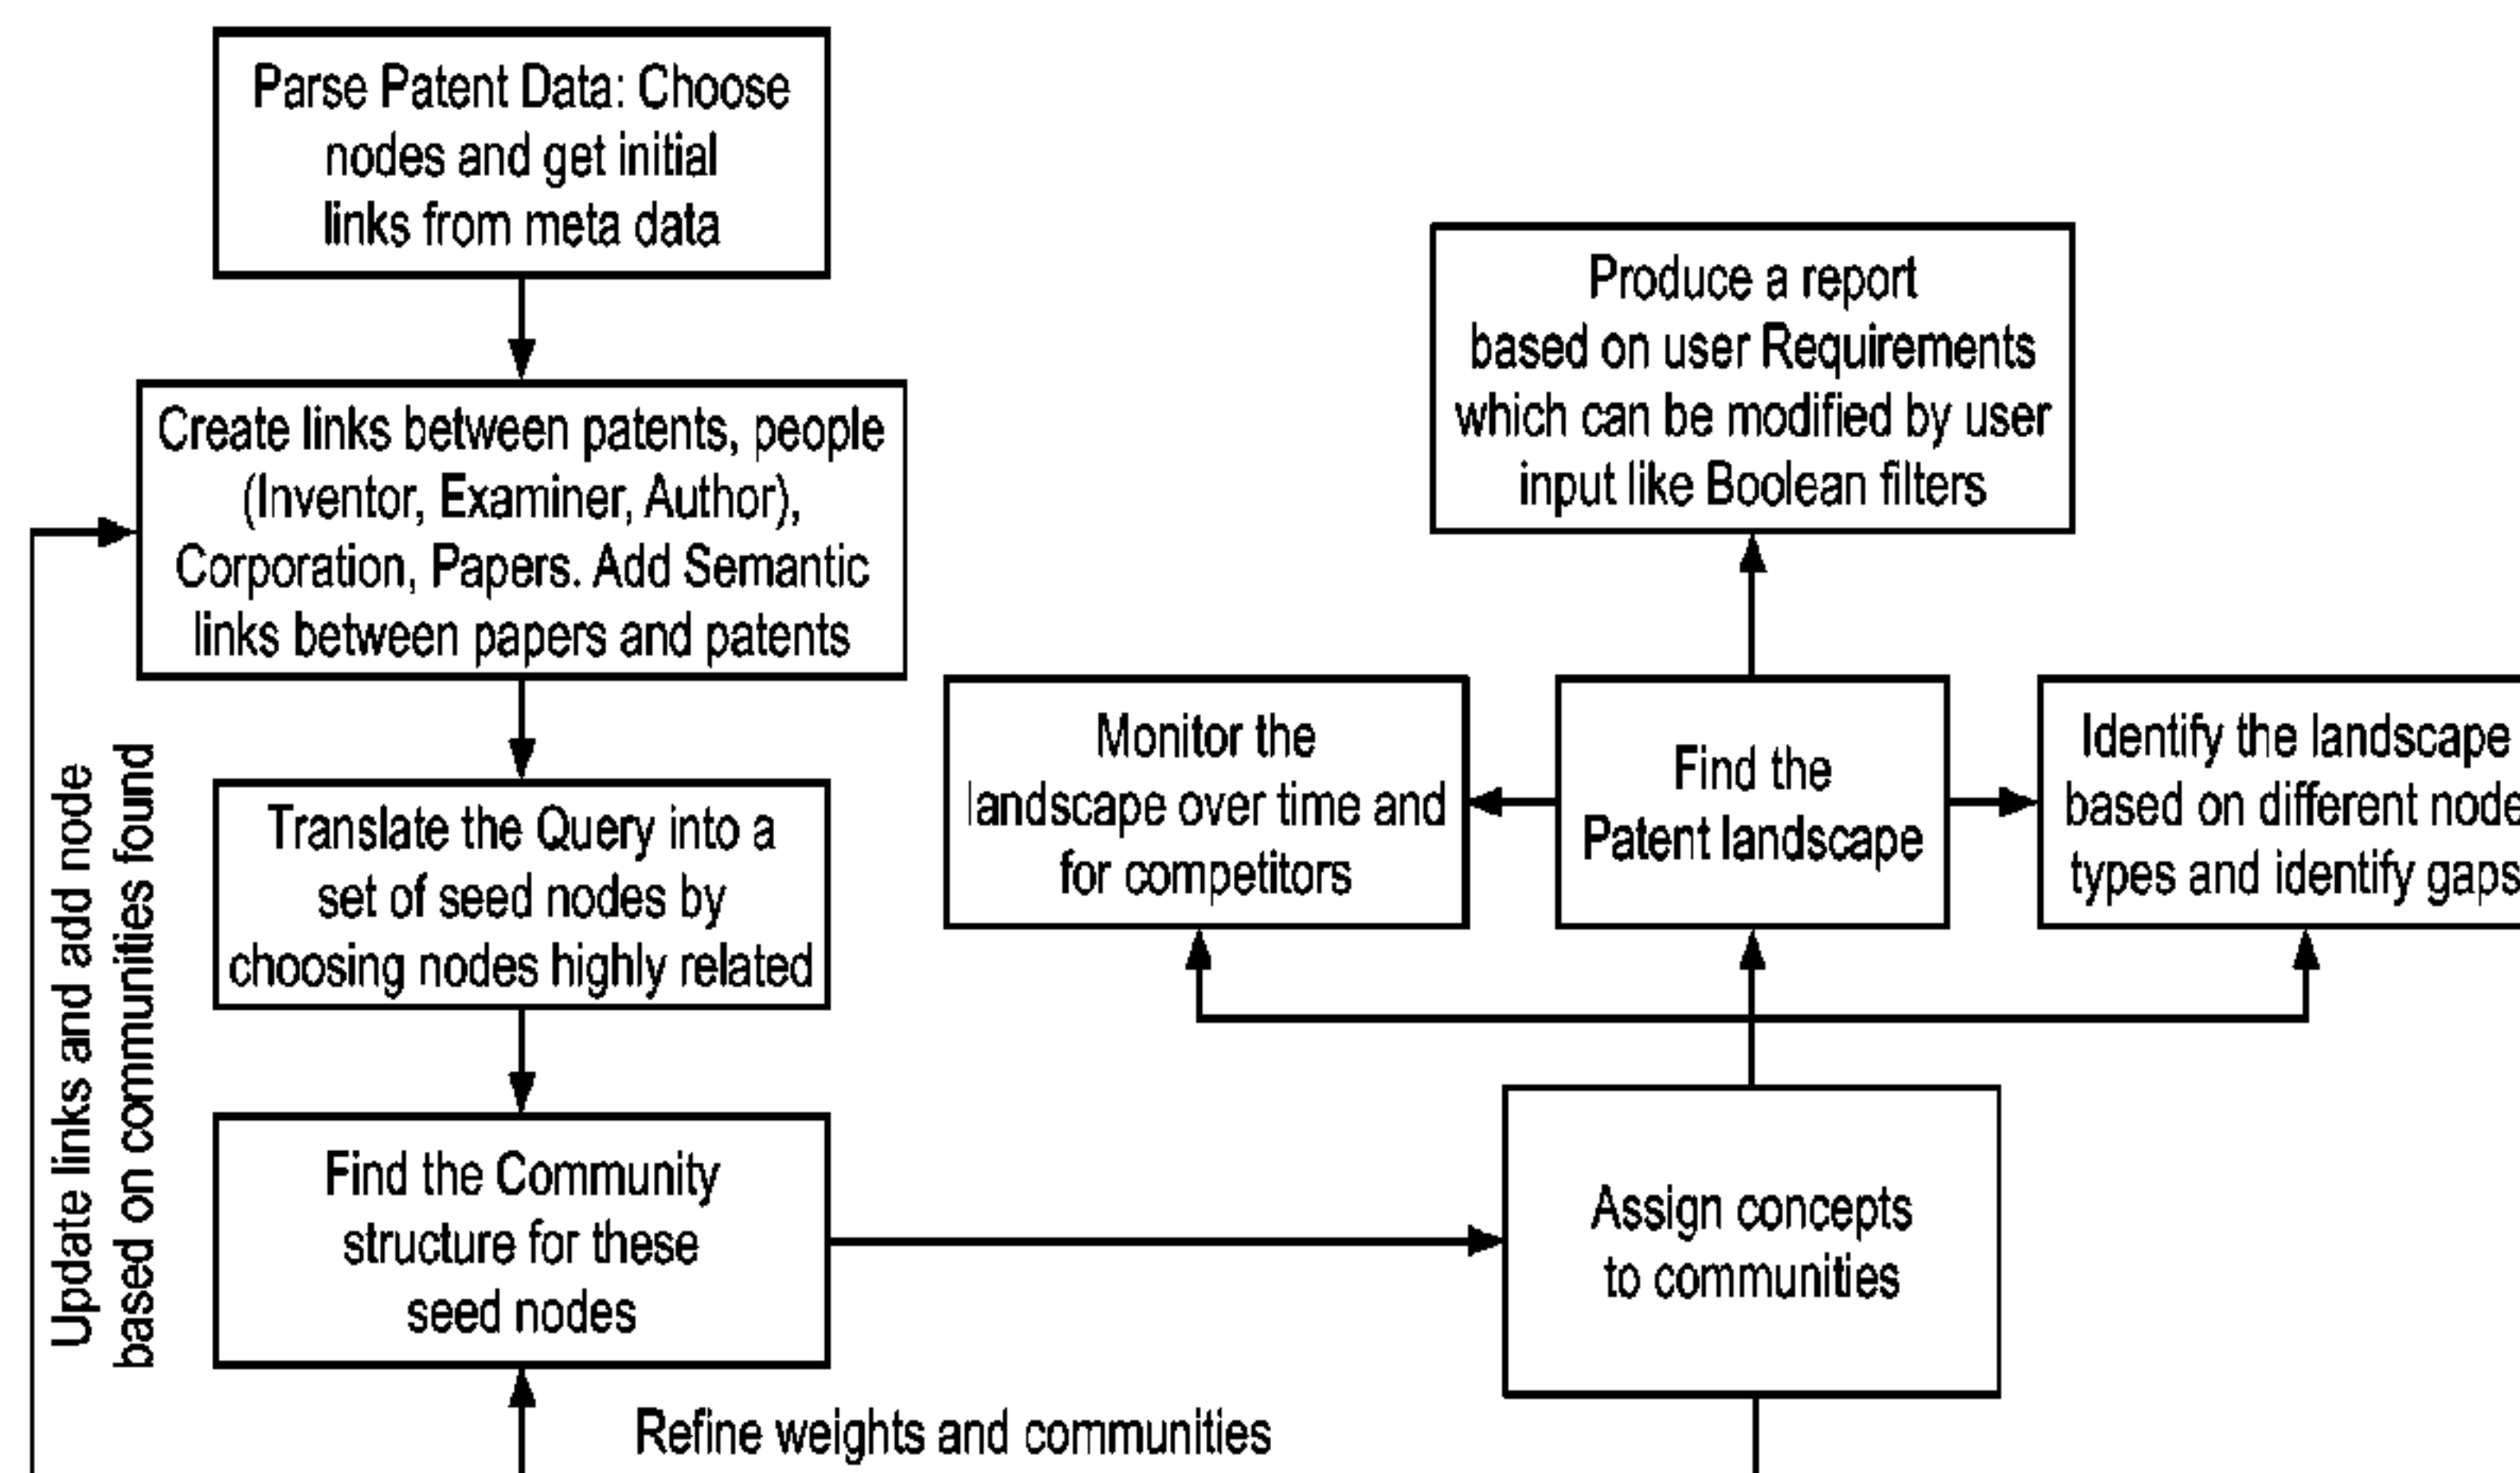 Parse Patent Data: Choose
nodes and get initial
links from meta data
Create links between patents, people
(Inventor, Examiner, Author),
Corporation, Papers. Add Semantic
links between papers and patents
Translate the Query into a
set of seed nodes by
choosing nodes highly related
Find the Community
structure for these
seed nodes
Update links and add node
based on communities found
Refine weights and communities
Assign concepts
to communities
Find the
Patent landscape
Monitor the
landscape over time and
for competitors
Identify the landscape
based on different node
types and identify gaps
Produce a report
based on user Requirements
which can be modified by user
input like Boolean filters